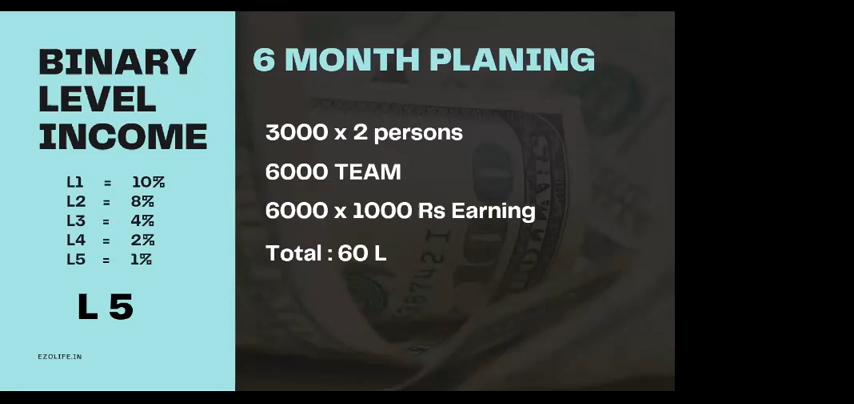 BINARY
LEVEL
INCOME
L1 = 10%
L2 = 8%
L3 = 4%
L4 = 2%
L5 = 1%
L 5
EZOLIFE.IN
6 MONTH PLANING
3000 x 2 persons
6000 TEAM
6000 x 1000 Rs Earning
Total : 60 L